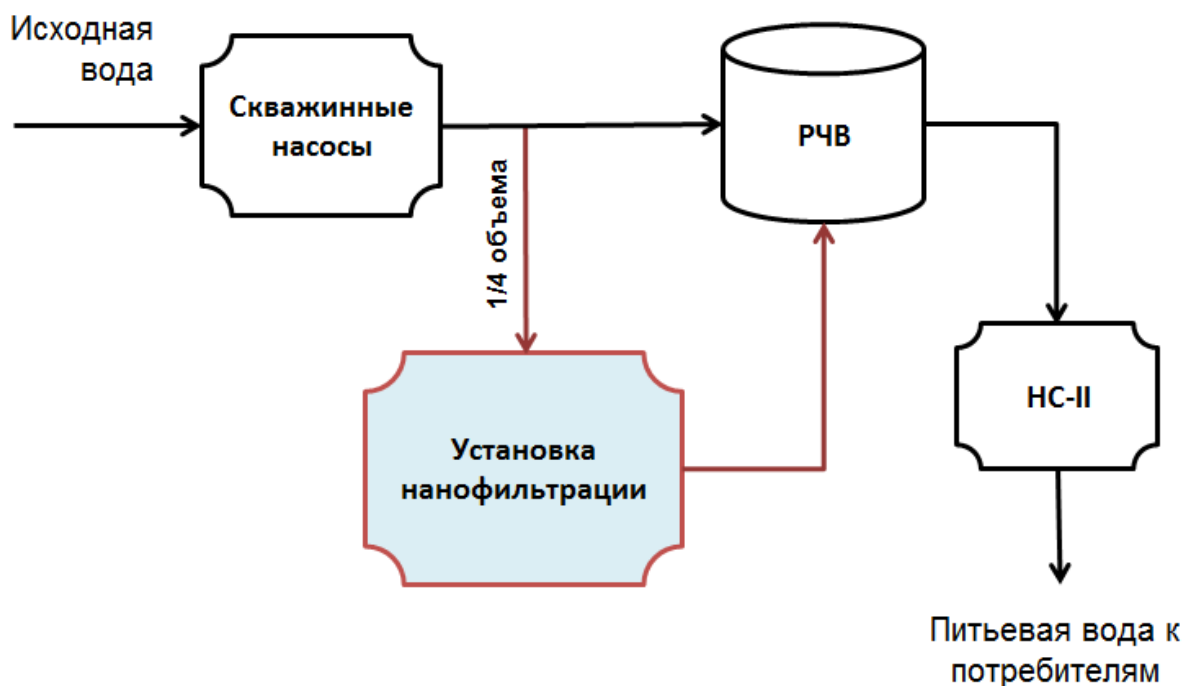 Исходная
вода
Скважинные
насосы
РЧВ
1/4 объема
НС-II
Установка
нанофильтрации
Питьевая вода к
потребителям